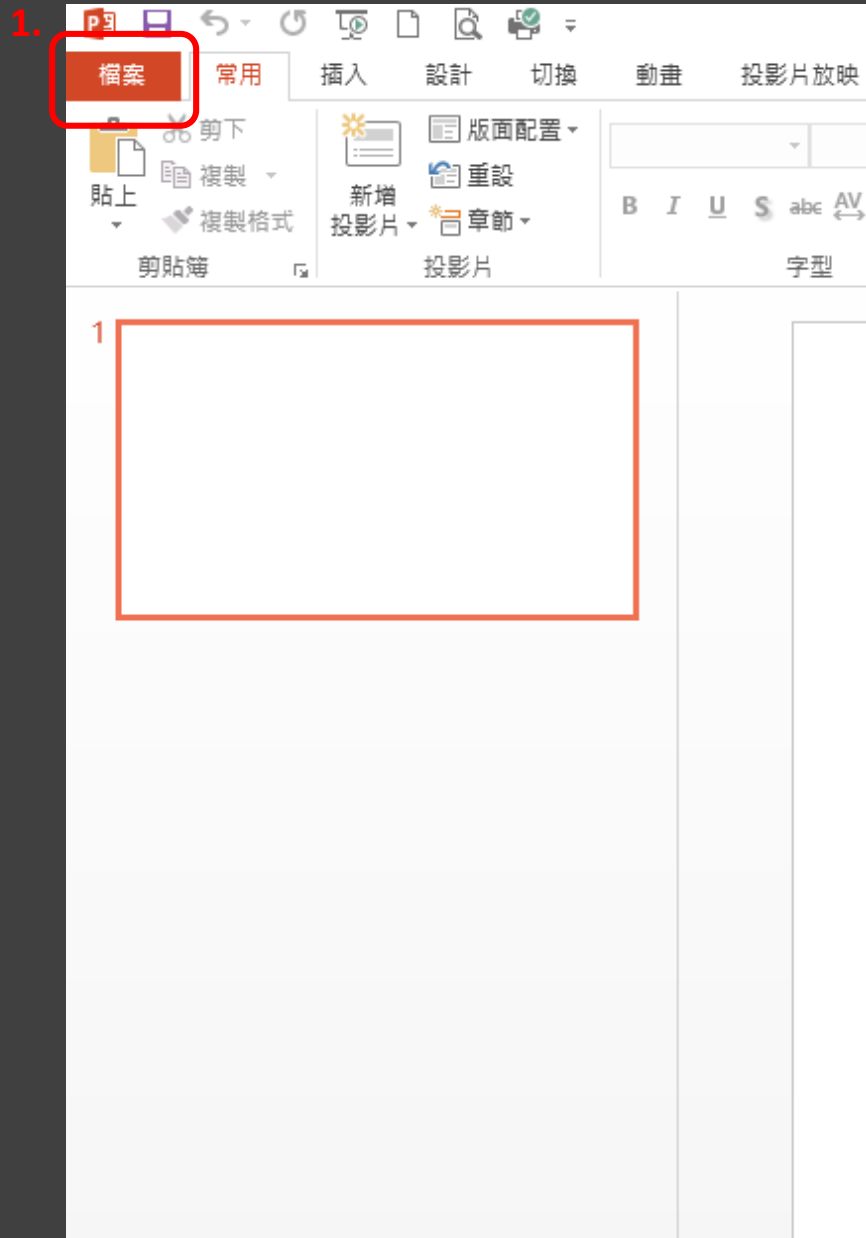 1.
P
檔案 常用 插入 設計 切換 動畫 投影片放映
貼上
剪下
複製
複製格式
剪貼簿
新增
投影片
版面配置
重設
章節
投影片
B I U S abc AV
字型
1